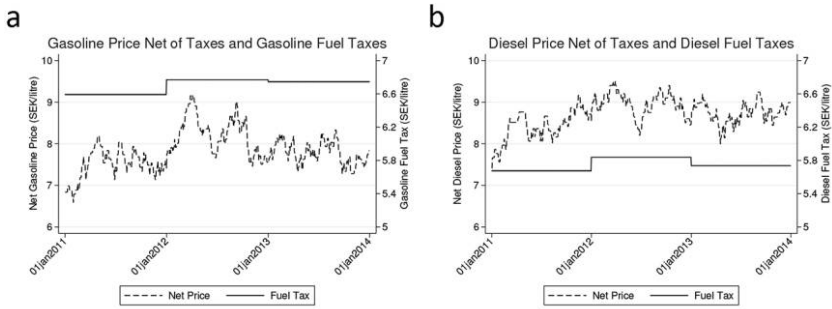 a
Gasoline Price Net of Taxes and Gasoline Fuel Taxes
Net Gasoline Price (SEK/litre)
10
9
8
7
6
7
6.6
6.2
5.8
5.4
5
Gasoline Fuel Tax (SEK/litre)
01jan2011
01jan2012
01jan2013
01jan2014
Net Price
Fuel Tax
b
Diesel Price Net of Taxes and Diesel Fuel Taxes
Net Diesel Price (SEK/litre)
10
9
8
7
6
7
6.6
6.2
5.8
5.4
5
Diesel Fuel Tax (SEK/litre)
01jan2011
01jan2012
01jan2013
01jan2014
Net Price
Fuel Tax